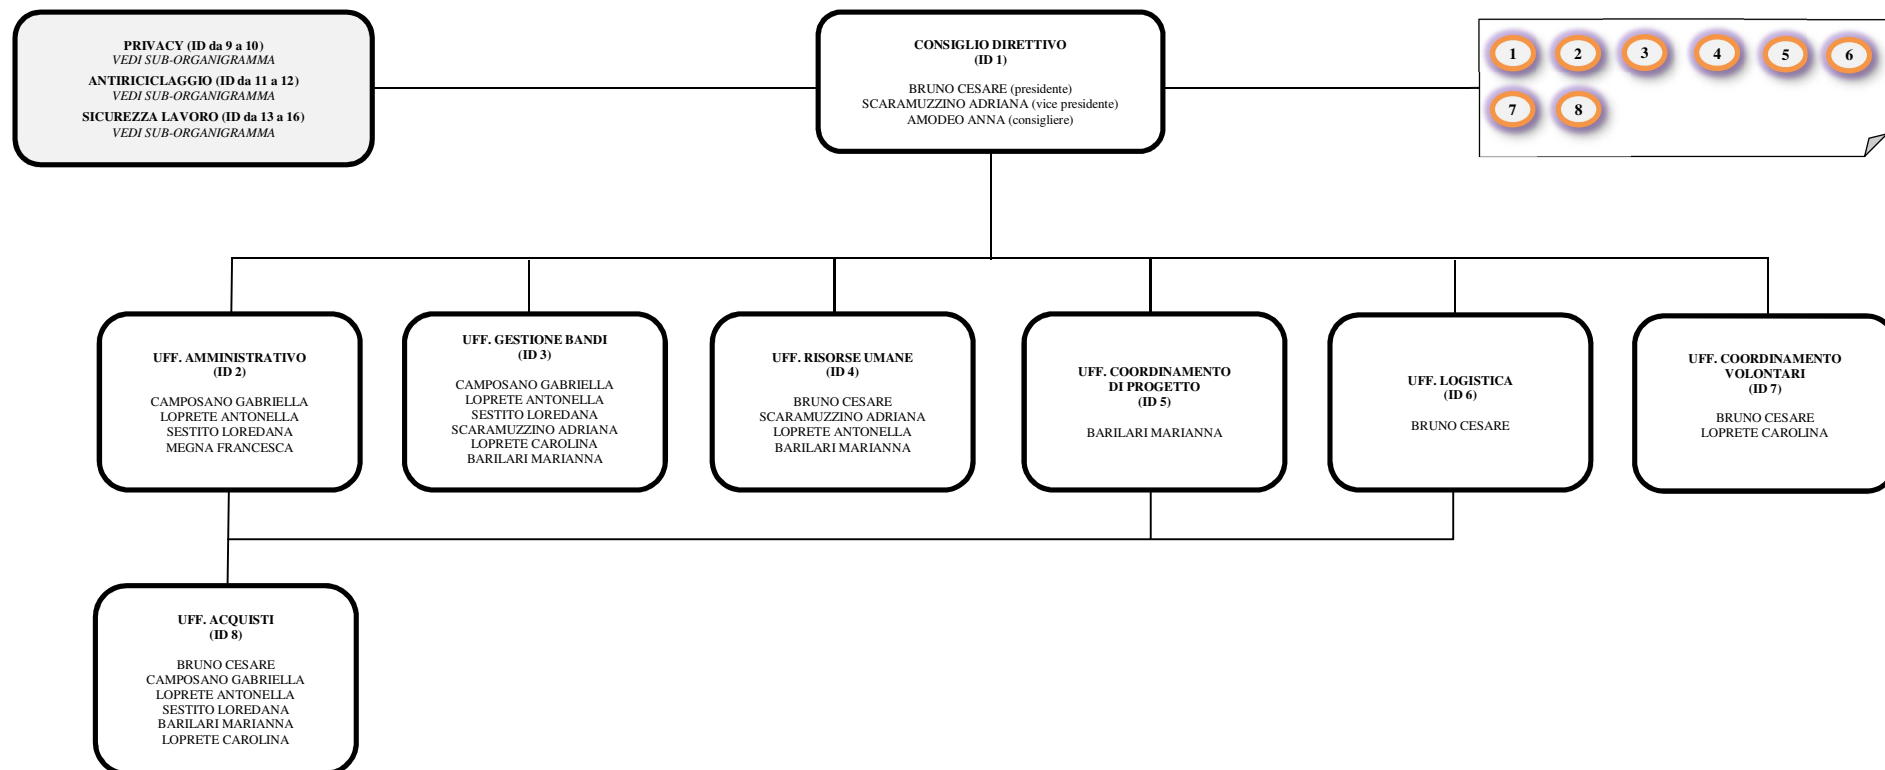 PRIVACY (ID da 9 a 10)
VEDI SUB-ORGANIGRAMMA
ANTIRICICLAGGIO (ID da 11 a 12)
VEDI SUB-ORGANIGRAMMA
SICUREZZA LAVORO (ID da 13 a 16)
VEDI SUB-ORGANIGRAMMA
CONSIGLIO DIRETTIVO
(ID 1)
BRUNO CESARE (presidente)
SCARAMUZZINO ADRIANA (vice presidente)
AMODEO ANNA (consigliere)
1 2 3 4 5 6
7 8
UFF. AMMINISTRATIVO
(ID 2)
CAMPOSANO GABRIELLA
LOPRETE ANTONELLA
SESTITO LOREDANA
MEGNA FRANCESCA
UFF. GESTIONE BANDI
(ID 3)
CAMPOSANO GABRIELLA
LOPRETE ANTONELLA
SESTITO LOREDANA
SCARAMUZZINO ADRIANA
LOPRETE CAROLINA
BARILARI MARIANNA
UFF. RISORSE UMANE
(ID 4)
BRUNO CESARE
SCARAMUZZINO ADRIANA
LOPRETE ANTONELLA
BARILARI MARIANNA
UFF. COORDINAMENTO
DI PROGETTO
(ID 5)
BARILARI MARIANNA
UFF. LOGISTICA
(ID 6)
BRUNO CESARE
UFF. COORDINAMENTO
VOLONTARI
(ID 7)
BRUNO CESARE
LOPRETE CAROLINA
UFF. ACQUISTI
(ID 8)
BRUNO CESARE
CAMPOSANO GABRIELLA
LOPRETE ANTONELLA
SESTITO LOREDANA
BARILARI MARIANNA
LOPRETE CAROLINA